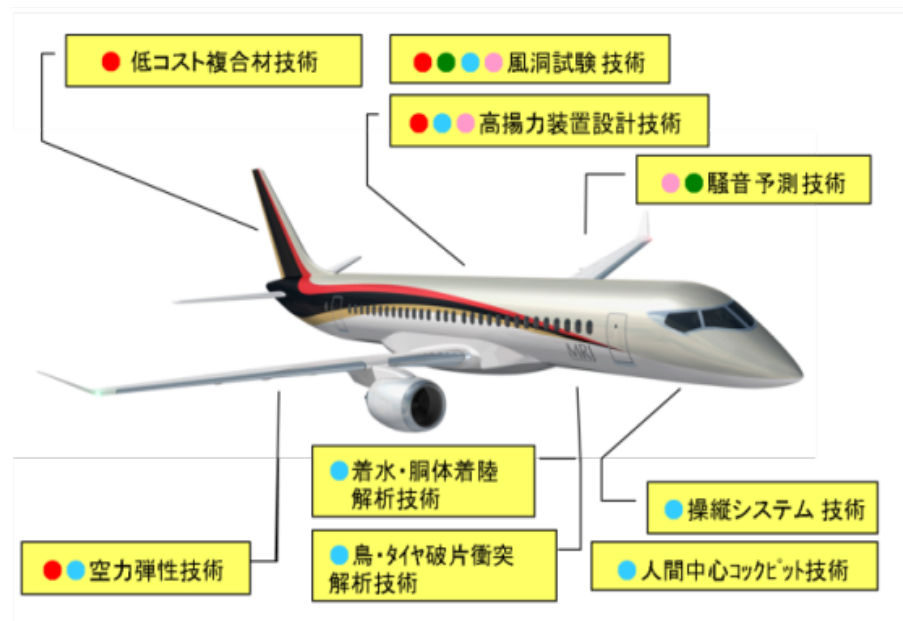 低コスト複合材技術
風洞試験 技術
高揚力装置設計技術
騒音予測技術
MRJ
着水・胴体着陸
解析技術
操縦システム 技術
鳥・タイヤ破片衝突
解析技術
空力弾性技術
人間中心コックピット技術